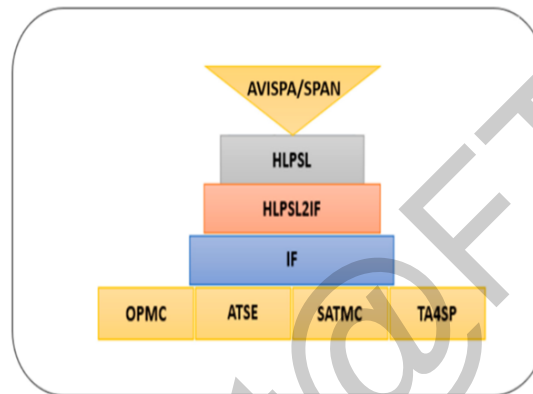 AVISPA/SPAN
HLPSL
HLPSL2IF
IF
OPMC ATSE SATMC TA4SP